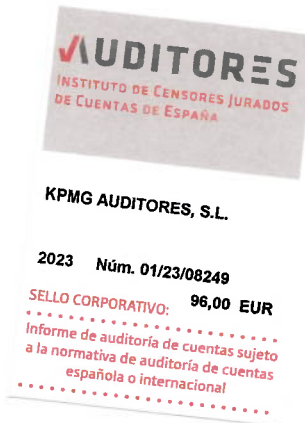 AUDITORES
INSTITUTO DE CENSORES JURADOS
DE CUENTAS DE ESPAÑA
KPMG AUDITORES, S.L.
2023 Núm. 01/23/08249
SELLO CORPORATIVO: 96,00 EUR
Informe de auditoría de cuentas sujeto
a la normativa de auditoría de cuentas
española o internacional